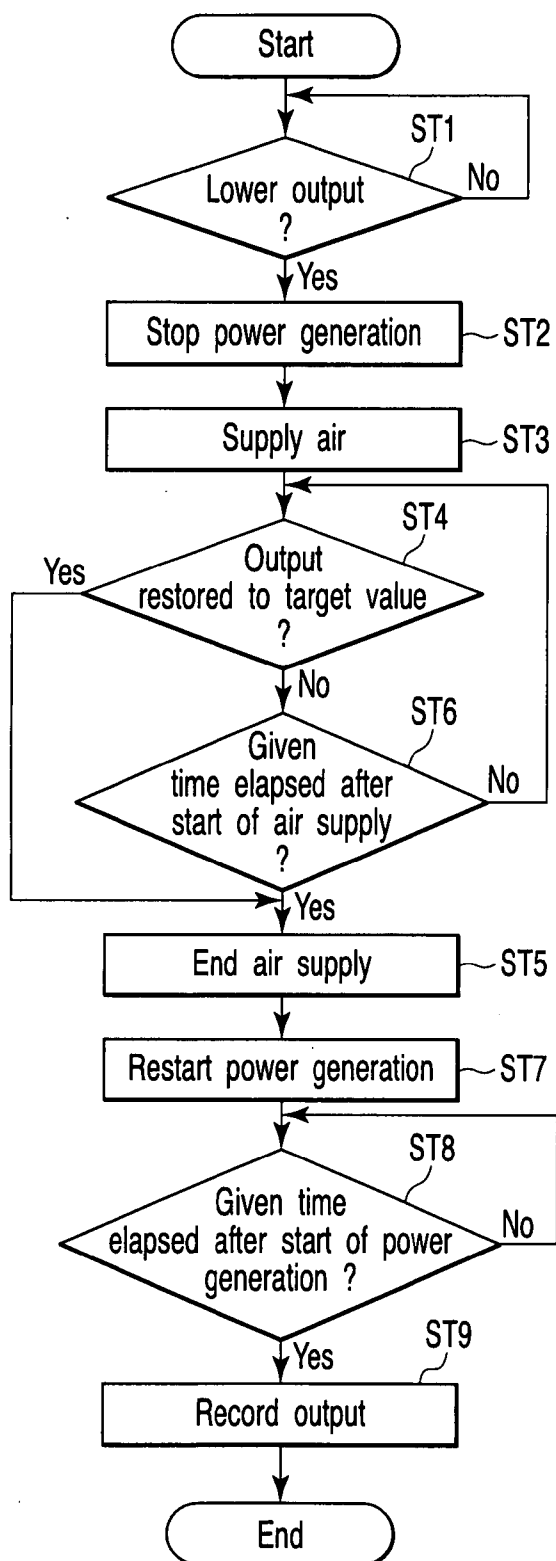 Start
ST1
Lower output
?
No
Yes
Stop power generation
ST2
Supply air
ST3
ST4
Yes
Output
restored to target value
?
No
ST6
Given
time elapsed after
start of air supply
?
No
Yes
End air supply
ST5
Restart power generation
ST7
ST8
Given time
elapsed after start of power
generation ?
No
Yes
ST9
Record output
End